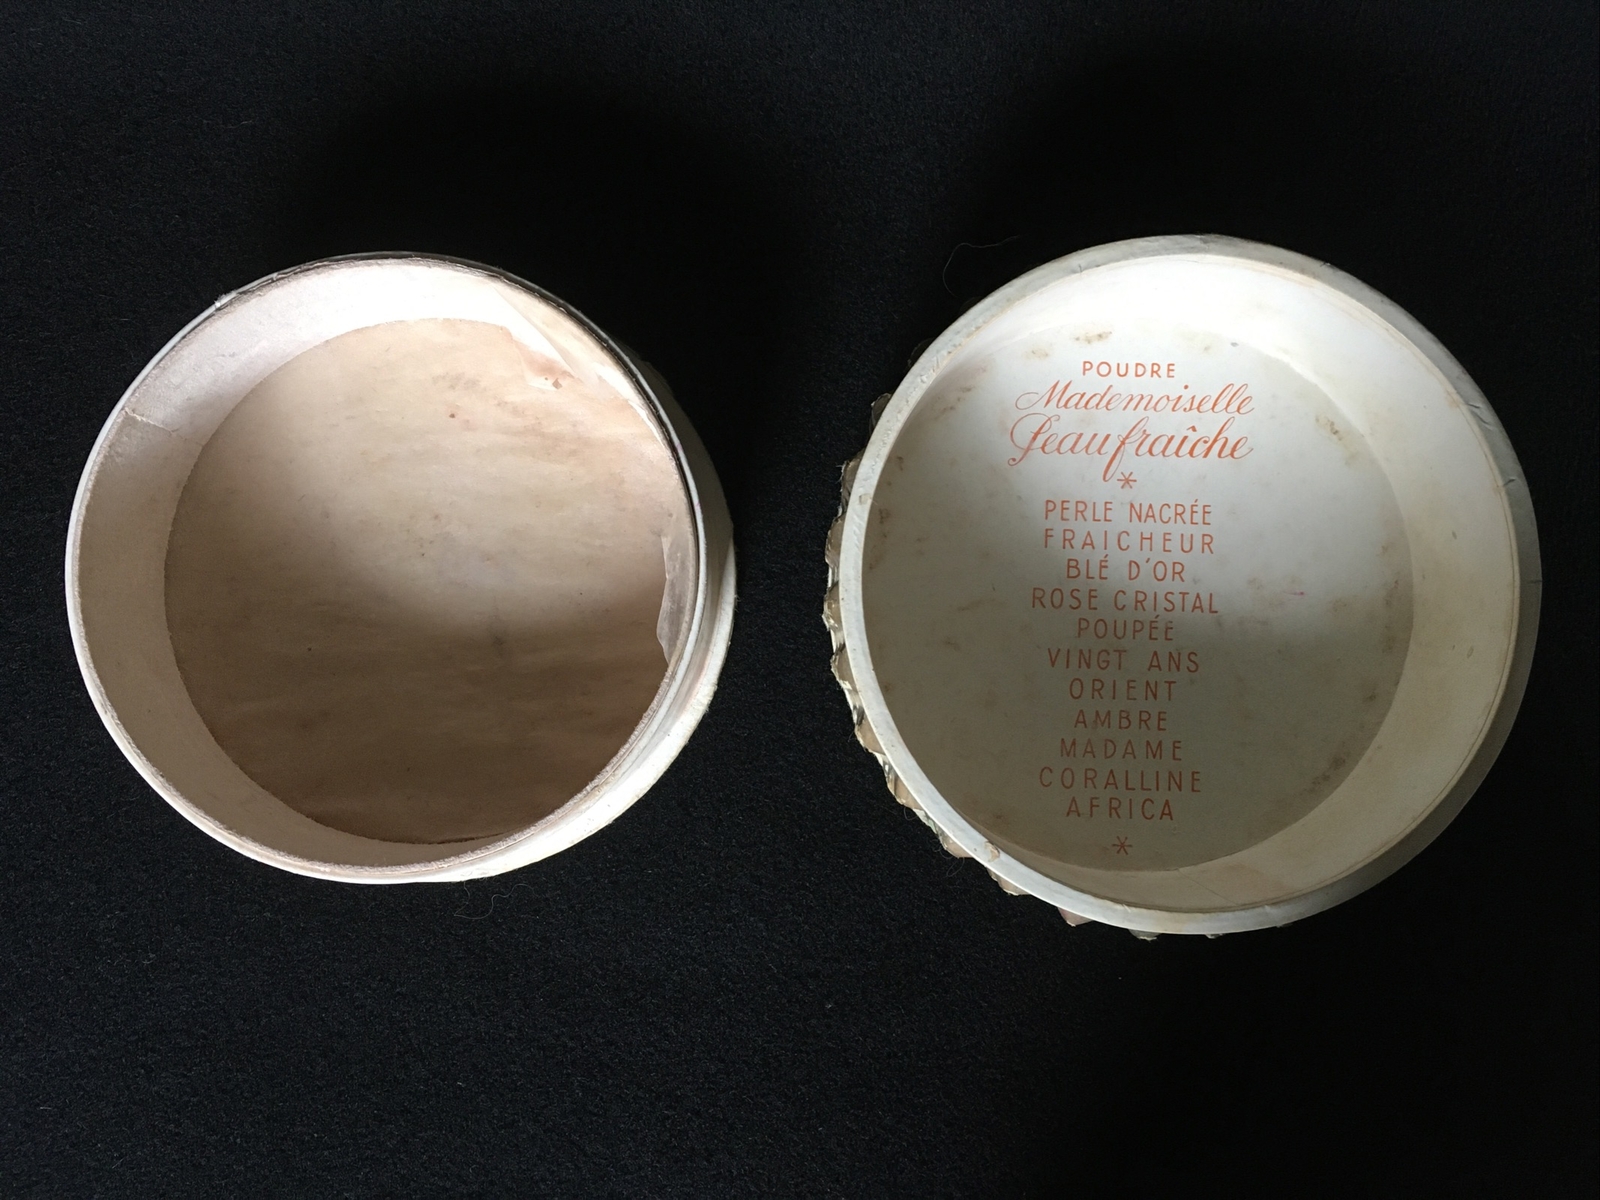 POUDRE
Mademoiselle
Peau fraîche
*
PERLE NACRÉE
FRAICHEUR
BLÉ D'OR
ROSE CRISTAL
POUPÉE
VINGT ANS
ORIENT
AMBRE
MADAME
CORALLINE
AFRICA
*